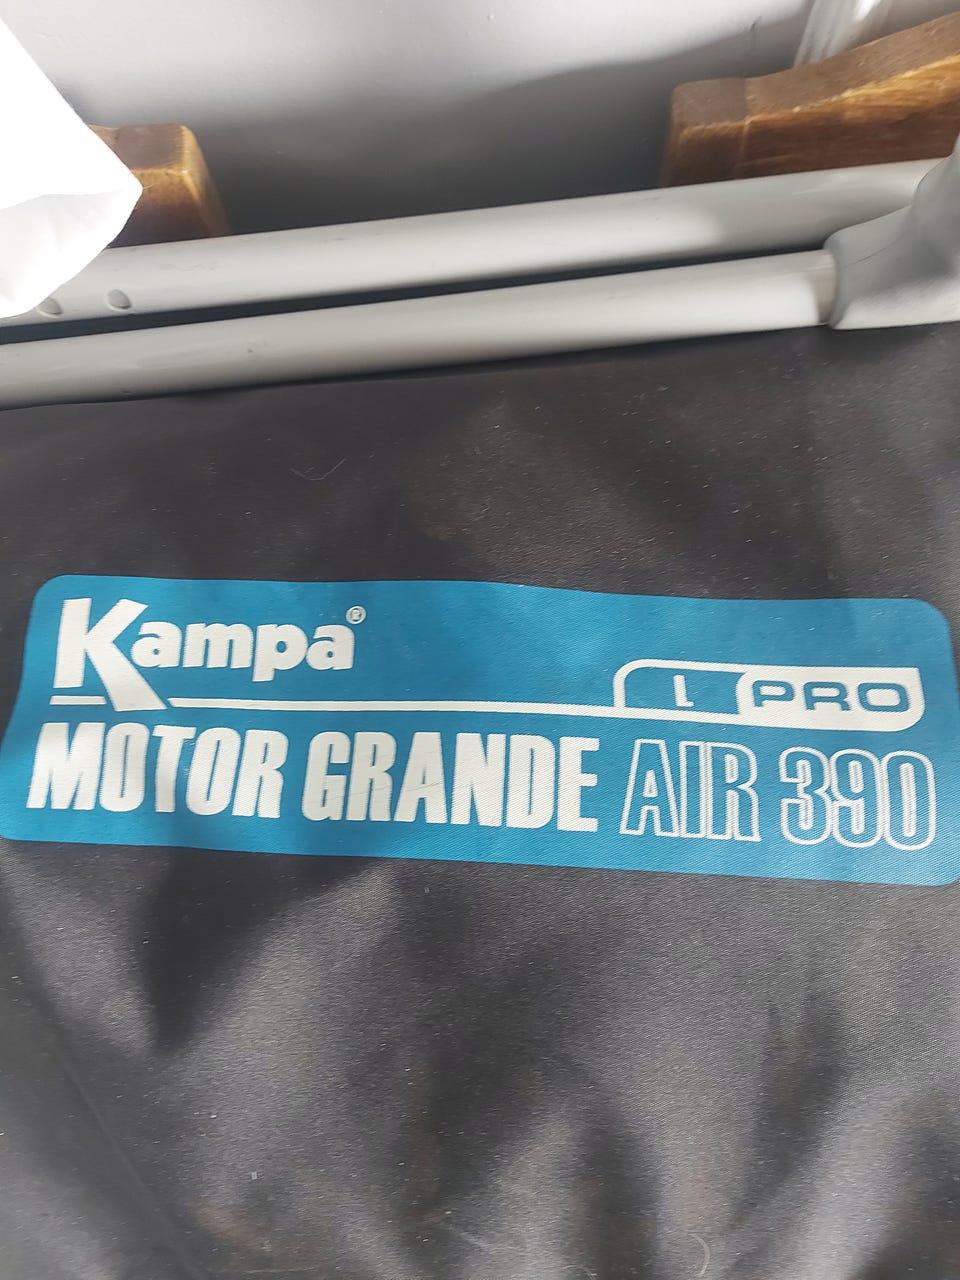 Kampa®
L PRO
MOTOR GRANDE AIR 390